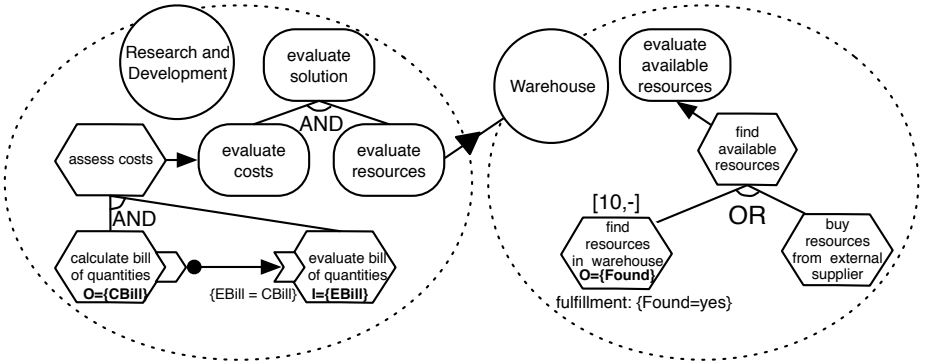 Research and
Development
evaluate
solution
AND
assess costs
evaluate
costs
evaluate
resources
AND
calculate bill
of quantities
O={CBill}
{EBill = CBill}
evaluate bill
of quantities
I={EBill}
Warehouse
evaluate
available
resources
find
available
resources
OR
[10,-]
find
resources
in warehouse
O={Found}
fulfillment: {Found=yes}
buy
resources
from external
supplier